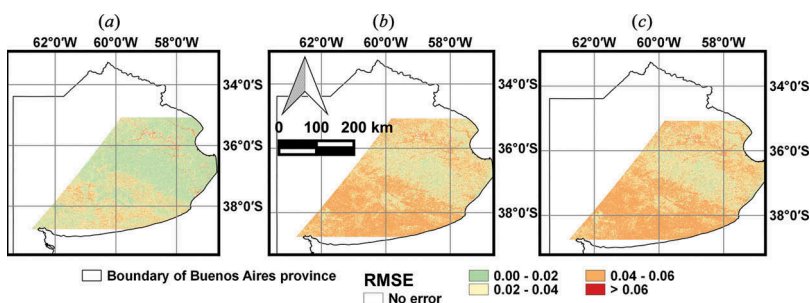 (a) (b) (c)
62°0'W 60°0'W 58°0'W 62°0'W 60°0'W 58°0'W 62°0'W 60°0'W 58°0'W
34°0'S 34°0'S 34°0'S
0 100 200 km
36°0'S 36°0'S 36°0'S
38°0'S 38°0'S 38°0'S
Boundary of Buenos Aires province
RMSE
No error
0.00 - 0.02
0.02 - 0.04
0.04 - 0.06
> 0.06